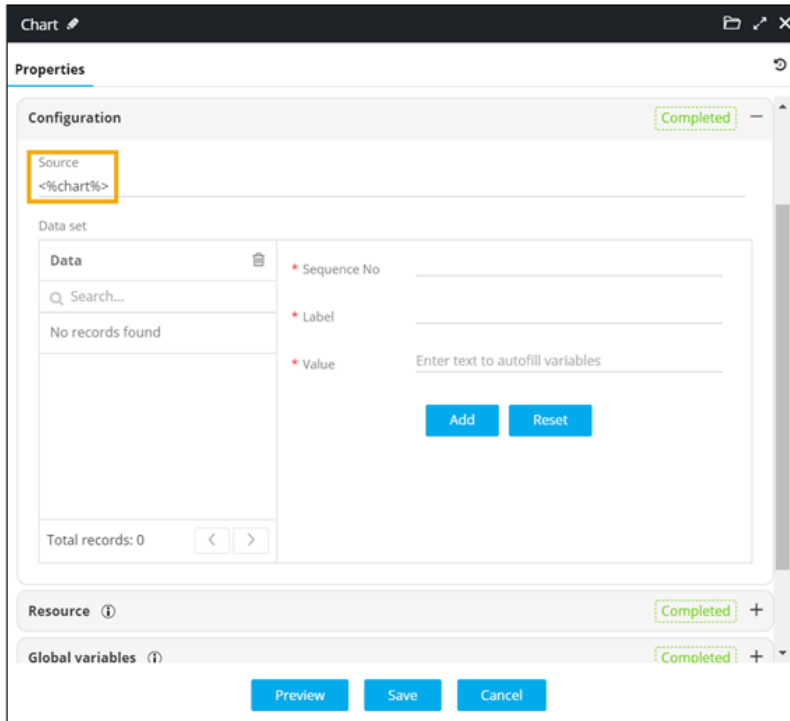 Chart
Properties
Configuration
Completed
Source
<%chart%>
Data set
Data
Search...
No records found
Total records: 0
* Sequence No
* Label
* Value
Enter text to autofill variables
Add
Reset
Resource
Completed
Global variables
Completed
Preview
Save
Cancel